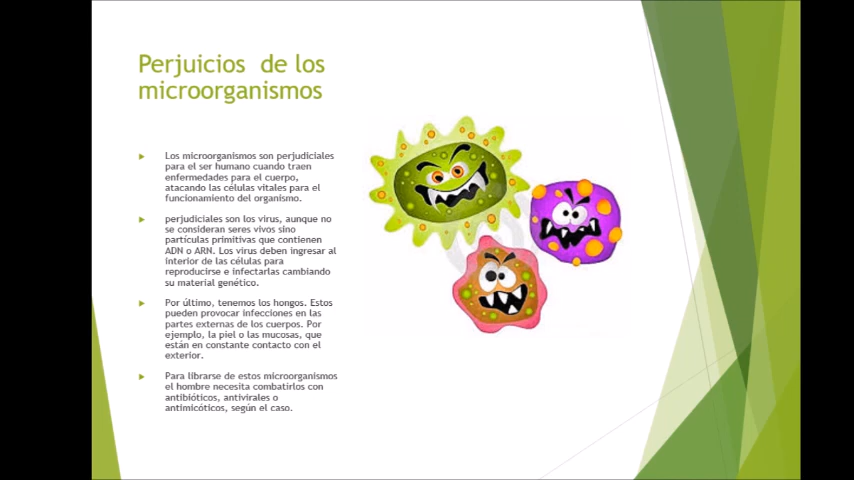 Perjuicios de los
microorganismos
Los microorganismos son perjudiciales
para el ser humano cuando traen
enfermedades para el cuerpo,
atacando las células vitales para el
funcionamiento del organismo.
perjudiciales son los virus, aunque no
se consideran seres vivos sino
partículas primitivas que contienen
ADN o ARN. Los virus deben ingresar al
interior de las células para
reproducirse e infectarlas cambiando
su material genético.
Por último, tenemos los hongos. Estos
pueden provocar infecciones en las
partes externas de los cuerpos. Por
ejemplo, la piel o las mucosas, que
están en constante contacto con el
exterior.
Para librarse de estos microorganismos
el hombre necesita combatirlos con
antibióticos, antivirales o
antimicóticos, según el caso.